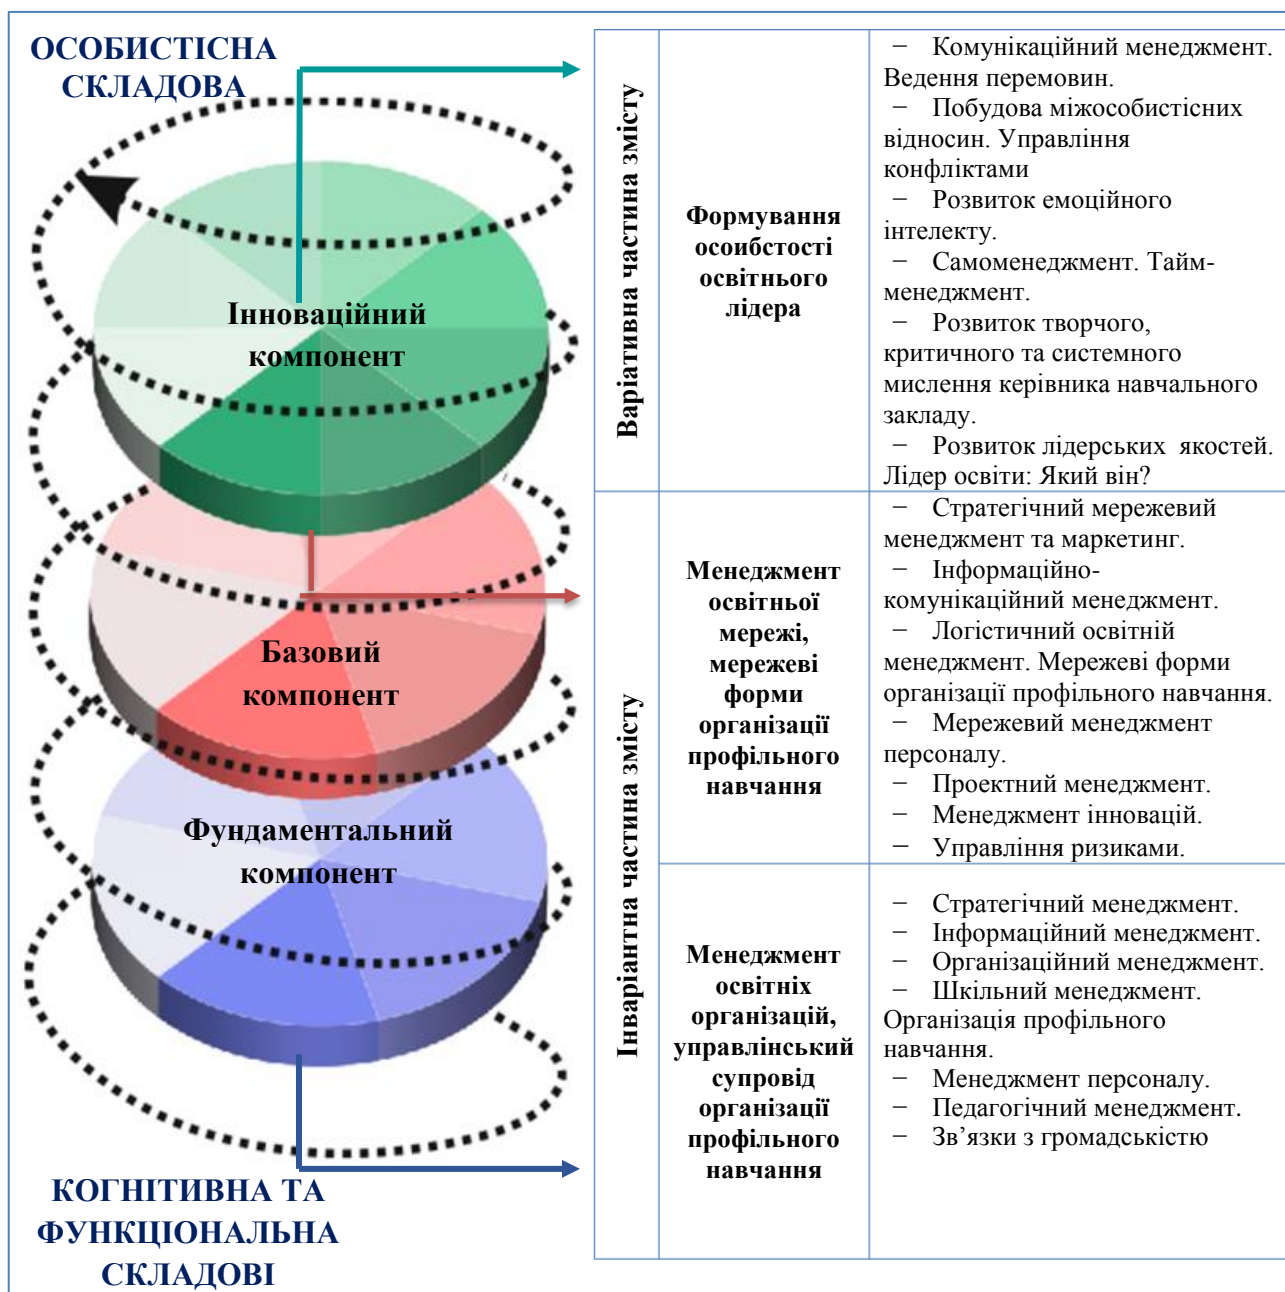 ОСОБИСТІСНА
СКЛАДОВА
Інноваційний
компонент
Базовий
компонент
Фундаментальний
компонент
КОГНІТИВНА ТА
ФУНКЦІОНАЛЬНА
СКЛАДОВІ
Варіативна частина змісту
Формування
осоибстості
освітнього
лідера
− Комунікаційний менеджмент.
Ведення перемовин.
− Побудова міжособистісних
відносин. Управління
конфліктами
− Розвиток емоційного
інтелекту.
− Самоменеджмент. Тайм-
менеджмент.
− Розвиток творчого,
критичного та системного
мислення керівника навчального
закладу.
− Розвиток лідерських якостей.
Лідер освіти: Який він?
Інваріантна частина змісту
Менеджмент
освітньої
мережі,
мережеві
форми
організації
профільного
навчання
− Стратегічний мережевий
менеджмент та маркетинг.
− Інформаційно-
комунікаційний менеджмент.
− Логістичний освітній
менеджмент. Мережеві форми
організації профільного навчання.
− Мережевий менеджмент
персоналу.
− Проектний менеджмент.
− Менеджмент інновацій.
− Управління ризиками.
Менеджмент
освітніх
організацій,
управлінський
супровід
організації
профільного
навчання
− Стратегічний менеджмент.
− Інформаційний менеджмент.
− Організаційний менеджмент.
− Шкільний менеджмент.
Організація профільного
навчання.
− Менеджмент персоналу.
− Педагогічний менеджмент.
− Зв’язки з громадськістю